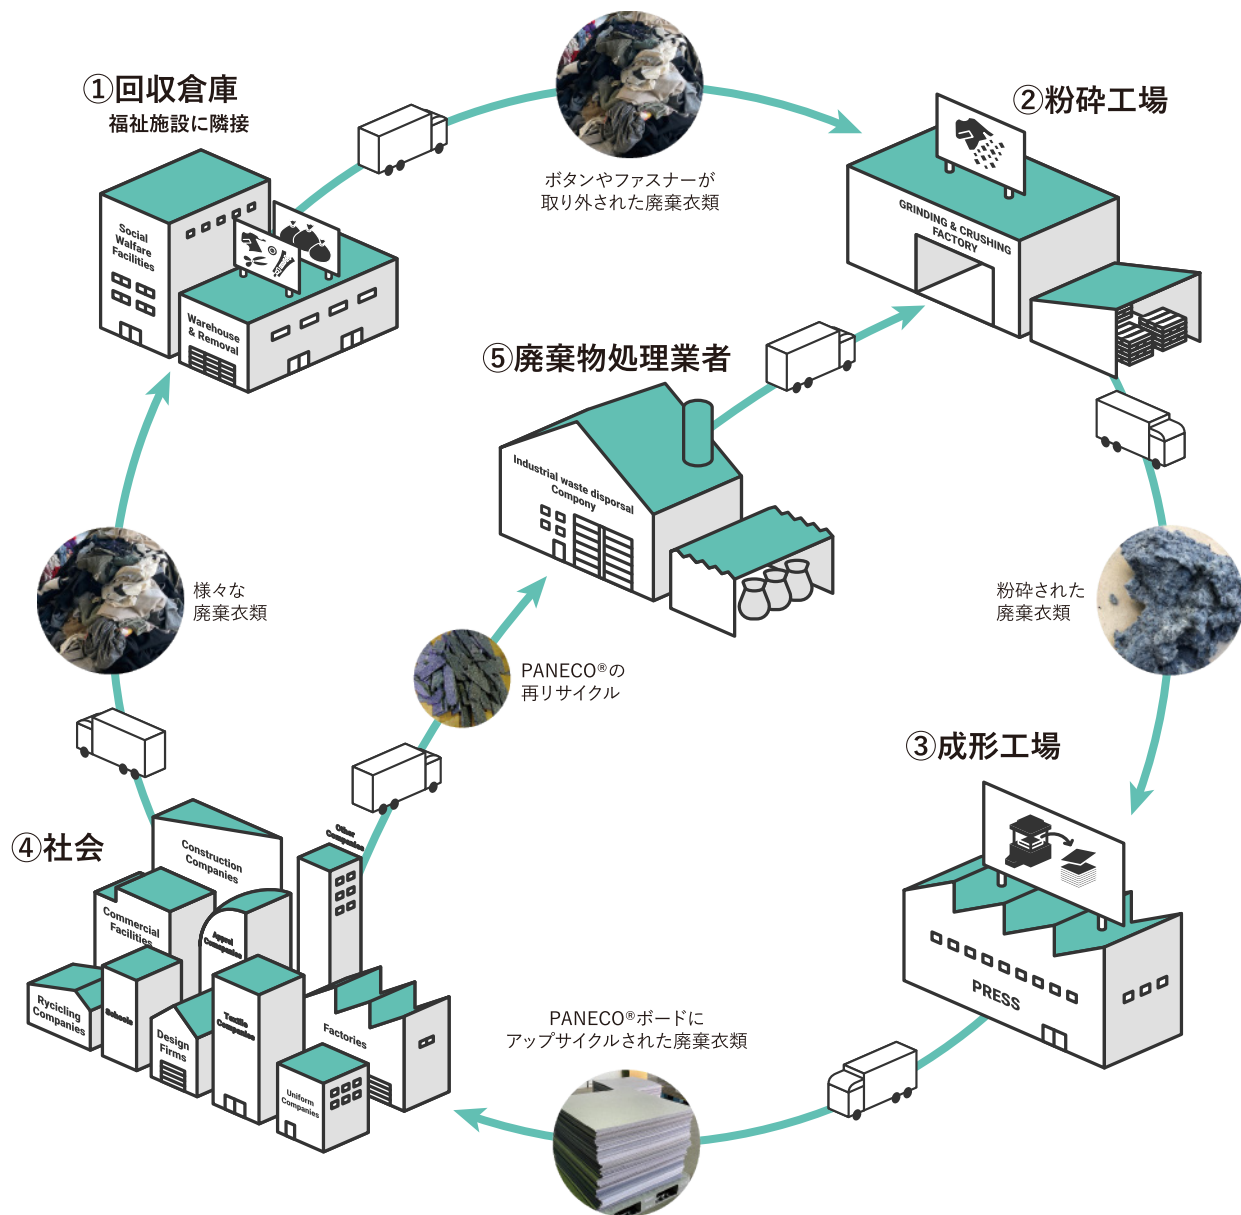 ①回収倉庫
福祉施設に隣接
Social
Walfare
Facilities
Warehouse
& Removal
ボタンやファスナーが
取り外された廃棄衣類
②粉砕工場
GRINDING & CRUSHING
FACTORY
⑤廃棄物処理業者
Industrial waste disporsal
Compony
様々な
廃棄衣類
粉砕された
廃棄衣類
PANECO®の
再リサイクル
③成形工場
PRESS
④社会
Other
Companies
Construction
Companies
Commercial
Facilities
Appal
Companies
Rycicling
Companies
Schools
Design
Firms
Textile
Companies
Factories
Uniform
Companies
PANECO®ボードに
アップサイクルされた廃棄衣類